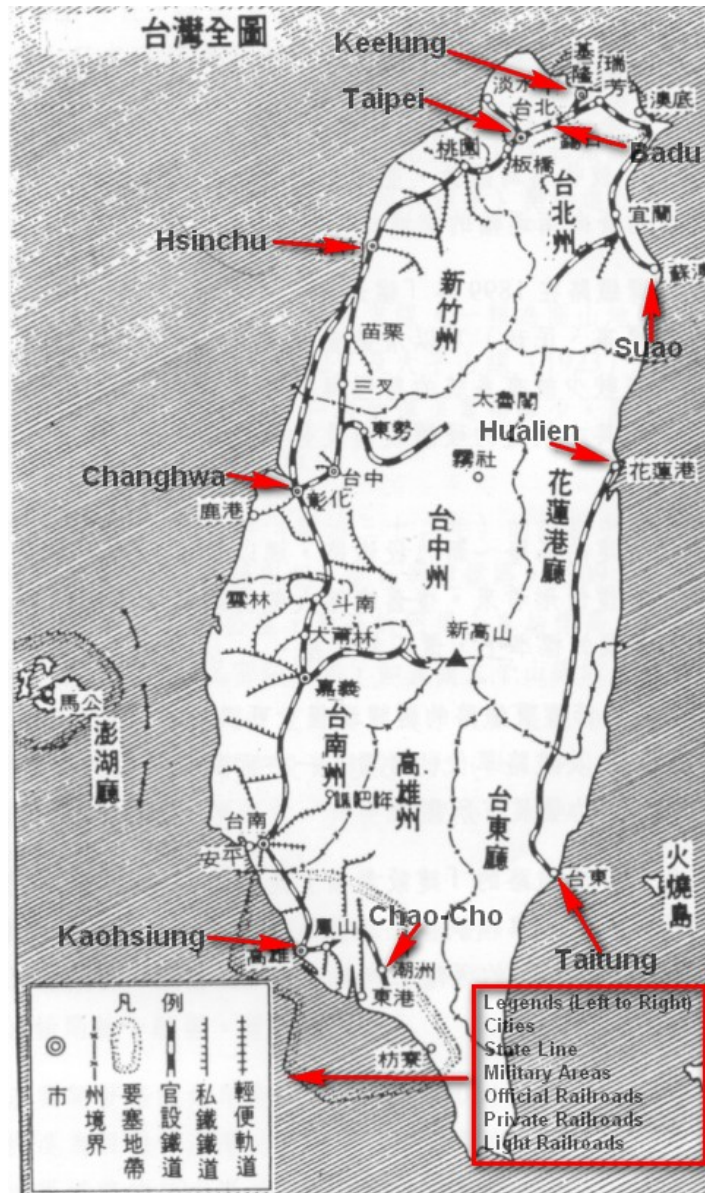 台灣全圖
Keelung
基隆
瑞芳
淡水
澳底
Taipei
台北
Badu
桃園
板橋
台北州
宜蘭
Hsinchu
新竹州
Suao
苗栗
三叉
太魯閣
東勢
Hualien
霧社
花蓮港
Changhwa
台中
彰化
鹿港
花蓮港廳
台中州
雲林
斗南
大莆林
新高山
嘉義
馬公
澎湖廳
台南州
高雄州
台東廳
台南
安平
台東
火燒島
Chao-Cho
鳳山
Kaohsiung
高雄
潮洲
Taitung
東港
枋寮
凡例
市
州境界
要塞地帶
官設鐵道
私鐵鐵道
輕便軌道
Legends (Left to Right)
Cities
State Line
Military Areas
Official Railroads
Private Railroads
Light Railroads